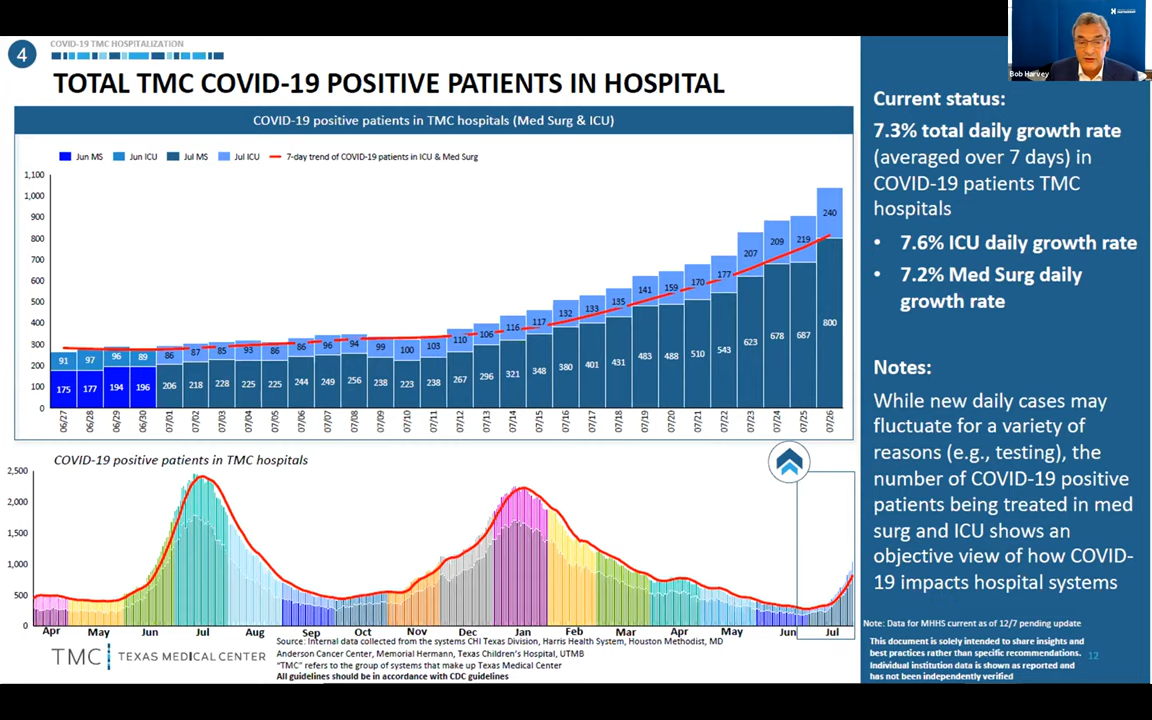 4
COVID-19 TMC HOSPITALIZATION
TOTAL TMC COVID-19 POSITIVE PATIENTS IN HOSPITAL
COVID-19 positive patients in TMC hospitals (Med Surg & ICU)
Jun MS Jun ICU Jul MS Jul ICU 7-day trend of COVID-19 patients in ICU & Med Surg
1,100
1,000
900
800
700
600
500
400
300
200
100
0
91 97 96 89 86 87 85 93 86 86 96 94 99 100 103 110 106 116 117 132 133 135 141 159 170 177 207 209 219 240
175 177 194 196 206 218 228 225 225 244 249 256 238 223 238 267 296 321 348 380 401 431 483 488 510 543 623 678 687 800
06/27 06/28 06/29 06/30 07/01 07/02 07/03 07/04 07/05 07/06 07/07 07/08 07/09 07/10 07/11 07/12 07/13 07/14 07/15 07/16 07/17 07/18 07/19 07/20 07/21 07/22 07/23 07/24 07/25 07/26
COVID-19 positive patients in TMC hospitals
2,500
2,000
1,500
1,000
500
0
Apr May Jun Jul Aug Sep Oct Nov Dec Jan Feb Mar Apr May Jun Jul
TMC TEXAS MEDICAL CENTER
Source: Internal data collected from the systems CHI Texas Division, Harris Health System, Houston Methodist, MD
Anderson Cancer Center, Memorial Hermann, Texas Children's Hospital, UTMB
"TMC" refers to the group of systems that make up Texas Medical Center
All guidelines should be in accordance with CDC guidelines
Bob Harvey
Current status:
7.3% total daily growth rate
(averaged over 7 days) in
COVID-19 patients TMC
hospitals
• 7.6% ICU daily growth rate
• 7.2% Med Surg daily
growth rate
Notes:
While new daily cases may
fluctuate for a variety of
reasons (e.g., testing), the
number of COVID-19 positive
patients being treated in med
surg and ICU shows an
objective view of how COVID-
19 impacts hospital systems
Note: Data for MHHS current as of 12/7 pending update
This document is solely intended to share insights and
best practices rather than specific recommendations.
Individual institution data is shown as reported and
has not been independently verified
12